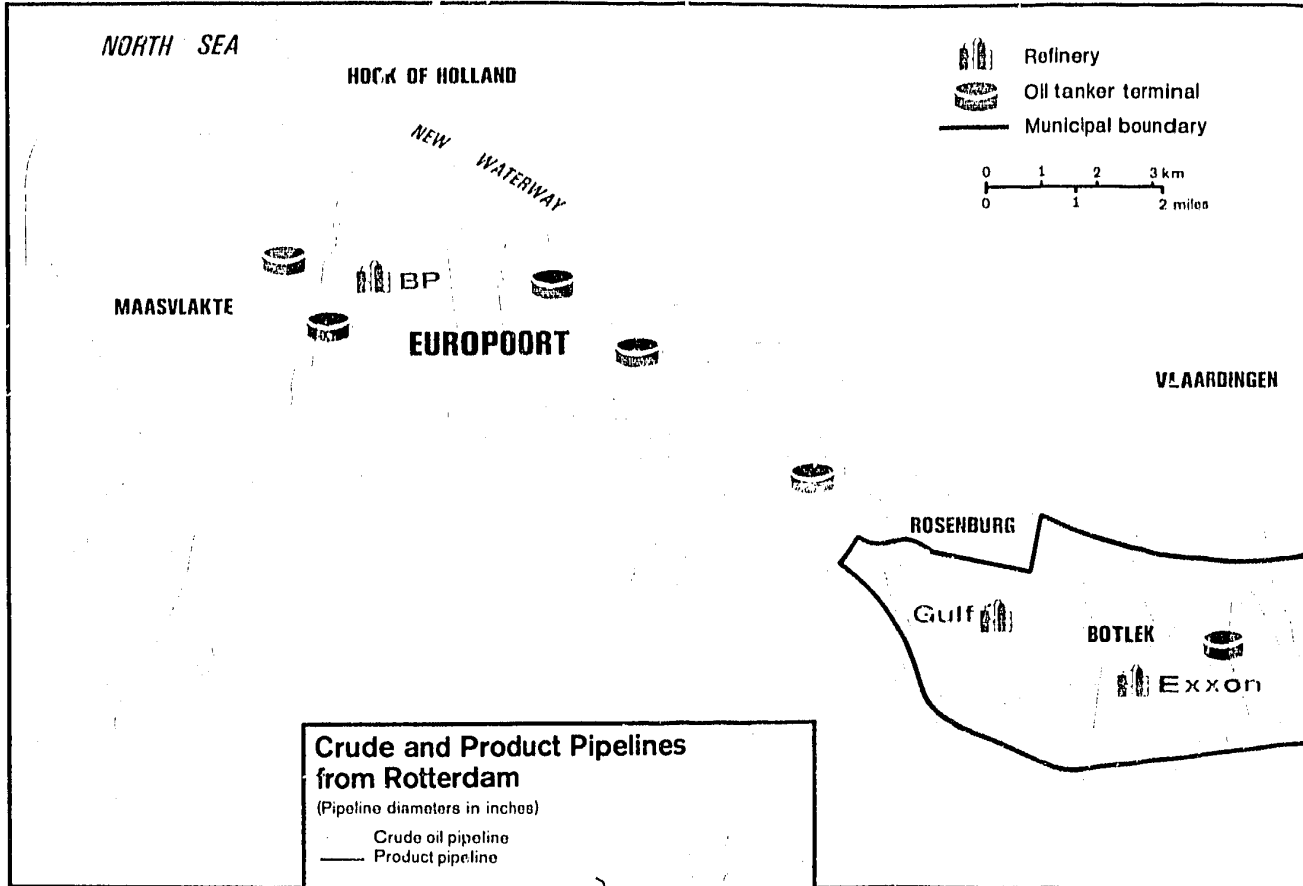 NORTH SEA
HOOK OF HOLLAND
NEW WATERWAY
Refinery
Oil tanker terminal
Municipal boundary
0 1 2 3 km
0 1 2 miles
BP
MAASVLAKTE
EUROPOORT
VLAARDINGEN
ROSENBURG
Gulf
BOTLEK
Exxon
Crude and Product Pipelines
from Rotterdam
(Pipeline diameters in inches)
Crude oil pipeline
Product pipeline